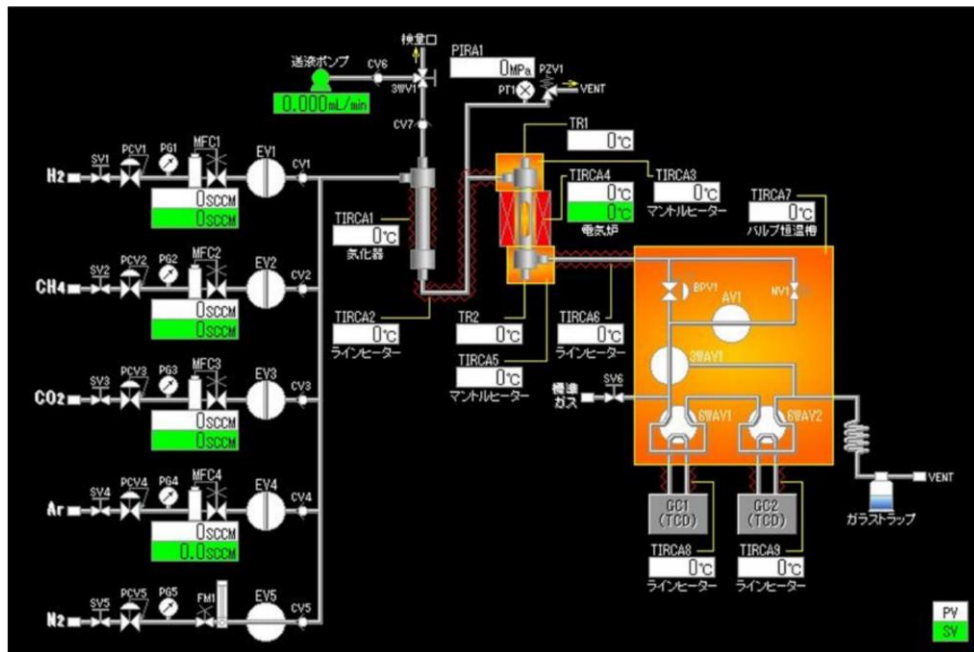 検量口
送液ポンプ
CV6
3WV1
0.000mL/min
CV7
PIRA1
0MPa
PT1
PZV1
VENT
TR1
0℃
TIRCA3
0℃
マントルヒーター
TIRCA4
0℃
0℃
電気炉
TIRCA7
0℃
バルブ恒温槽
H2
SV1
PCV1
PG1
MFC1
0SCCM
0SCCM
EV1
CV1
TIRCA1
0℃
気化器
CH4
SV2
PCV2
PG2
MFC2
0SCCM
0SCCM
EV2
CV2
TIRCA2
0℃
ラインヒーター
TR2
0℃
TIRCA5
0℃
マントルヒーター
TIRCA6
0℃
ラインヒーター
BPV1
AV1
NV1
3WAV1
CO2
SV3
PCV3
PG3
MFC3
0SCCM
0SCCM
EV3
CV3
標準
ガス
SV6
6WAV1
6WAV2
Ar
SV4
PCV4
PG4
MFC4
0SCCM
0.0SCCM
EV4
CV4
GC1
(TCD)
GC2
(TCD)
VENT
ガラストラップ
TIRCA8
0℃
ラインヒーター
TIRCA9
0℃
ラインヒーター
N2
SV5
PCV5
PG5
FM1
EV5
CV5
PV
SV